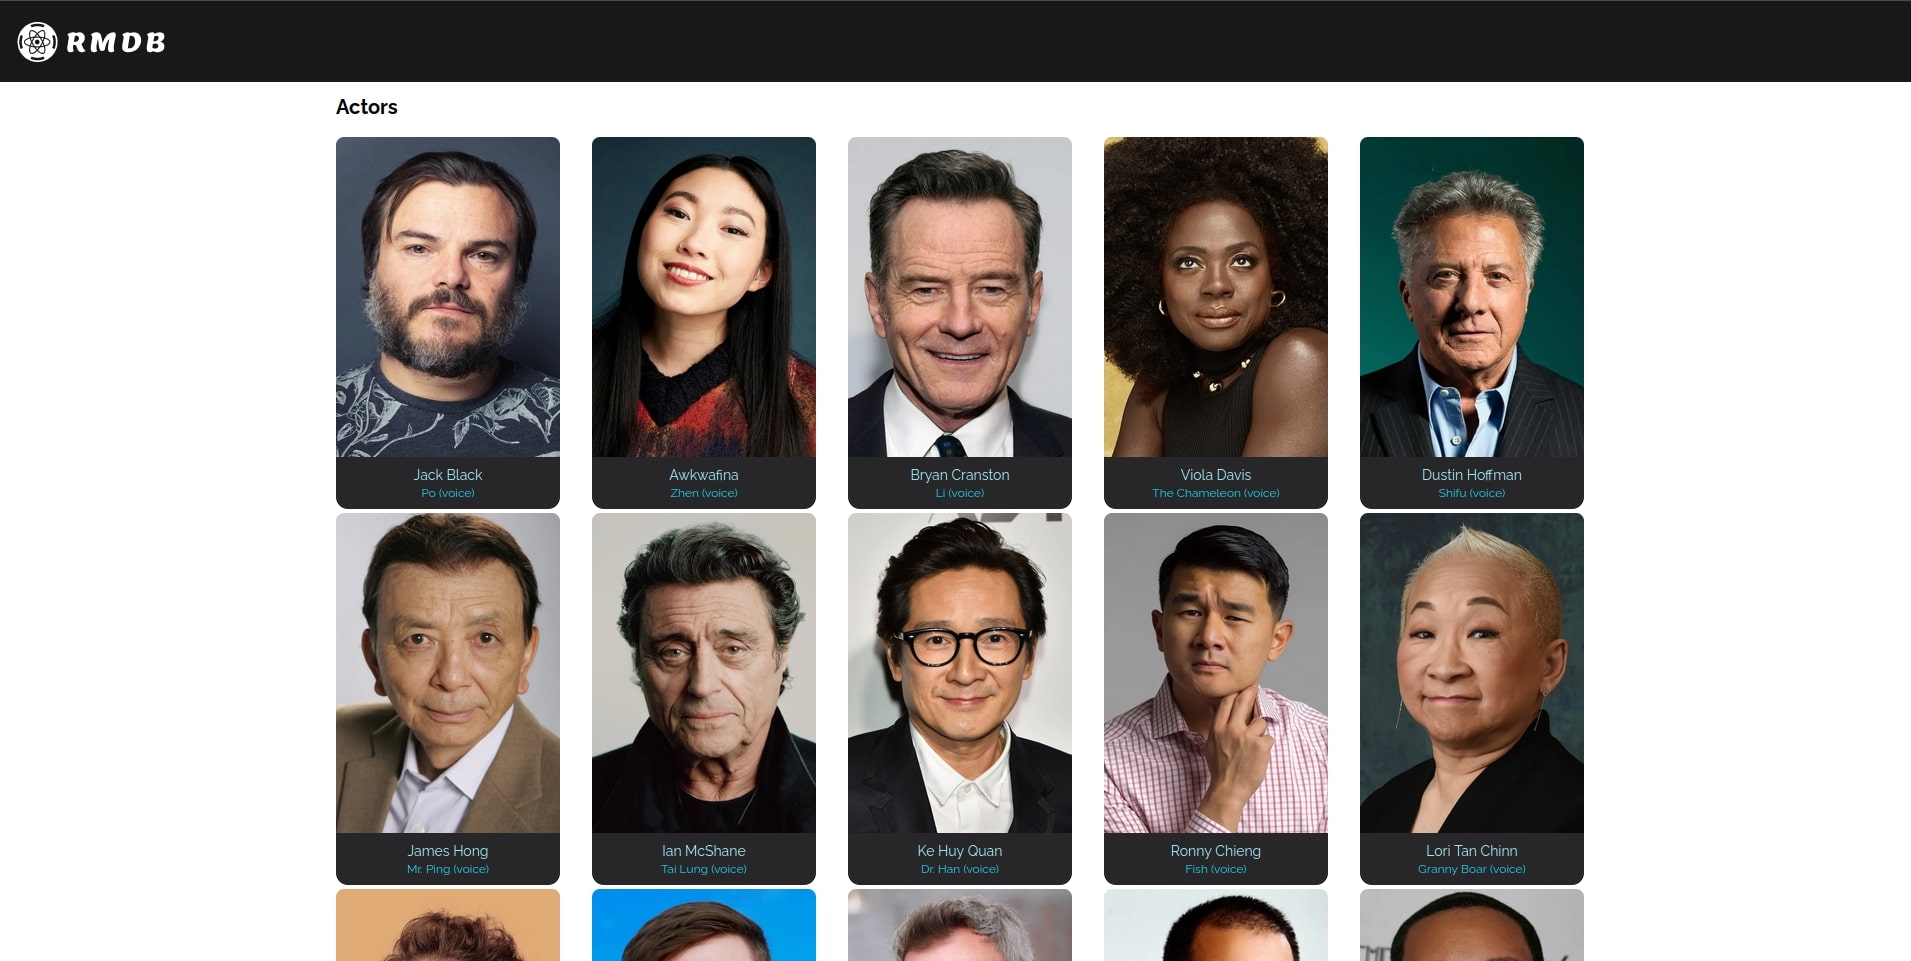 RMDB
Actors
Jack Black
Po (voice)
Awkwafina
Zhen (voice)
Bryan Cranston
Li (voice)
Viola Davis
The Chameleon (voice)
Dustin Hoffman
Shifu (voice)
James Hong
Mr. Ping (voice)
Ian McShane
Tai Lung (voice)
Ke Huy Quan
Dr. Han (voice)
Ronny Chieng
Fish (voice)
Lori Tan Chinn
Granny Boar (voice)